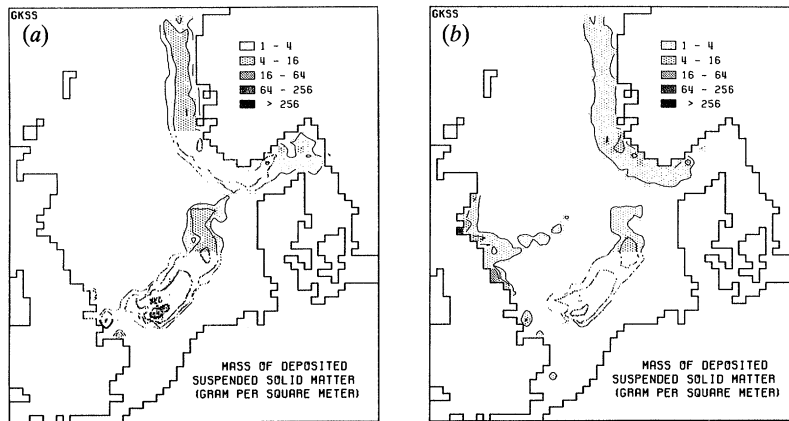 GKSS
(a)
1 - 4
4 - 16
16 - 64
64 - 256
> 256
MASS OF DEPOSITED
SUSPENDED SOLID MATTER
(GRAM PER SQUARE METER)
GKSS
(b)
1 - 4
4 - 16
16 - 64
64 - 256
> 256
MASS OF DEPOSITED
SUSPENDED SOLID MATTER
(GRAM PER SQUARE METER)